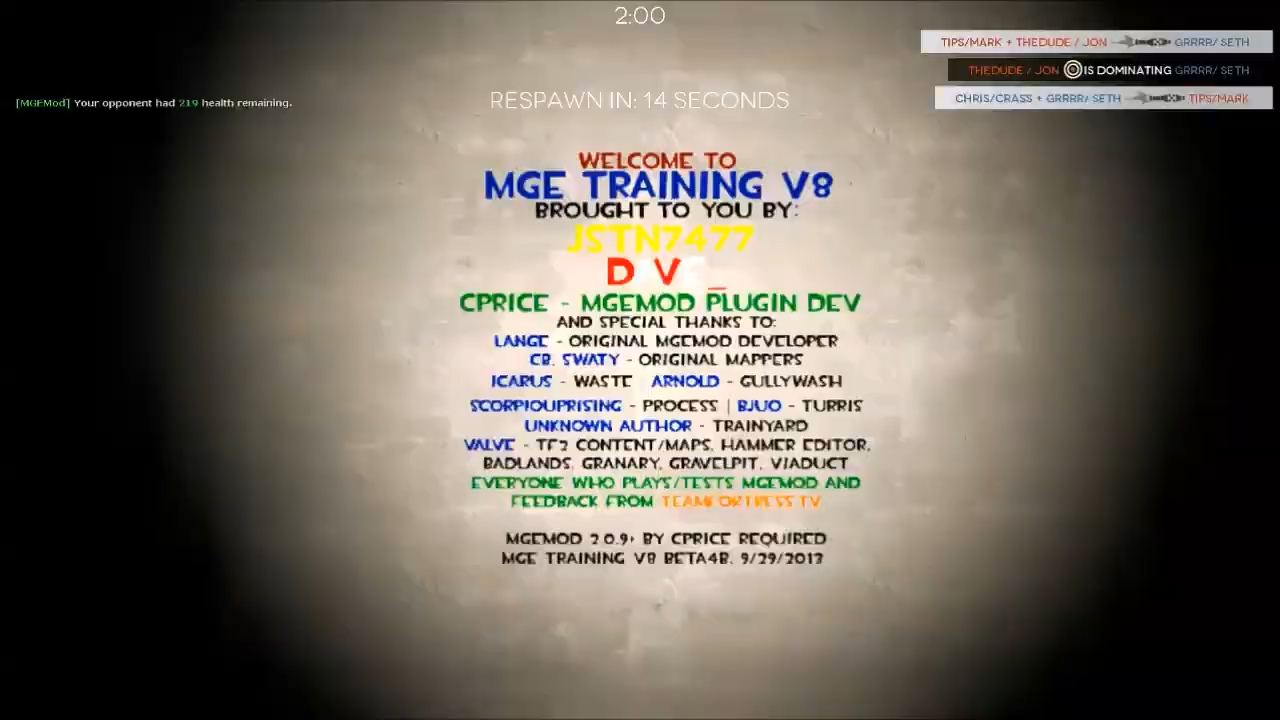 2:00
TIPS/MARK + THEDUDE / JON GRRRR/ SETH
THEDUDE / JON IS DOMINATING GRRRR/ SETH
CHRIS/CRASS + GRRRR/ SETH TIPS/MARK
[MGEMod] Your opponent had 219 health remaining.
RESPAWN IN: 14 SECONDS
WELCOME TO
MGE TRAINING V8
BROUGHT TO YOU BY:
JSTN7477
D V _
CPRICE - MGEMOD PLUGIN DEV
AND SPECIAL THANKS TO:
LANGE - ORIGINAL MGEMOD DEVELOPER
CB, SWATY - ORIGINAL MAPPERS
ICARUS - WASTE ARNOLD - GULLYWASH
SCORPIOUPRISING - PROCESS | BJUO - TURRIS
UNKNOWN AUTHOR - TRAINYARD
VALVE - TF2 CONTENT/MAPS, HAMMER EDITOR,
BADLANDS, GRANARY, GRAVELPIT, VIADUCT
EVERYONE WHO PLAYS/TESTS MGEMOD AND
FEEDBACK FROM TEAMFORTRESS.TV
MGEMOD 2.0.9+ BY CPRICE REQUIRED
MGE TRAINING V8 BETA4B, 9/29/2013